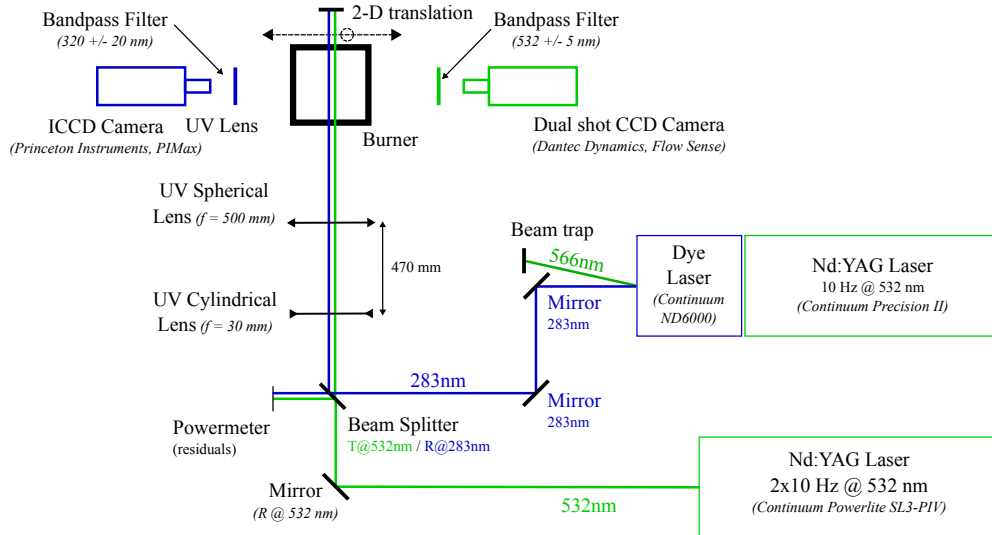 2-D translation
Bandpass Filter
(320 +/- 20 nm)
Bandpass Filter
(532 +/- 5 nm)
ICCD Camera
(Princeton Instruments, PIMax)
UV Lens
Burner
Dual shot CCD Camera
(Dantec Dynamics, Flow Sense)
UV Spherical
Lens (f = 500 mm)
470 mm
UV Cylindrical
Lens (f = 30 mm)
Beam trap
566nm
Mirror
283nm
Dye
Laser
(Continuum
ND6000)
Nd:YAG Laser
10 Hz @ 532 nm
(Continuum Precision II)
283nm
Mirror
283nm
Powermeter
(residuals)
Beam Splitter
T@532nm / R@283nm
Mirror
(R @ 532 nm)
532nm
Nd:YAG Laser
2x10 Hz @ 532 nm
(Continuum Powerlite SL3-PIV)